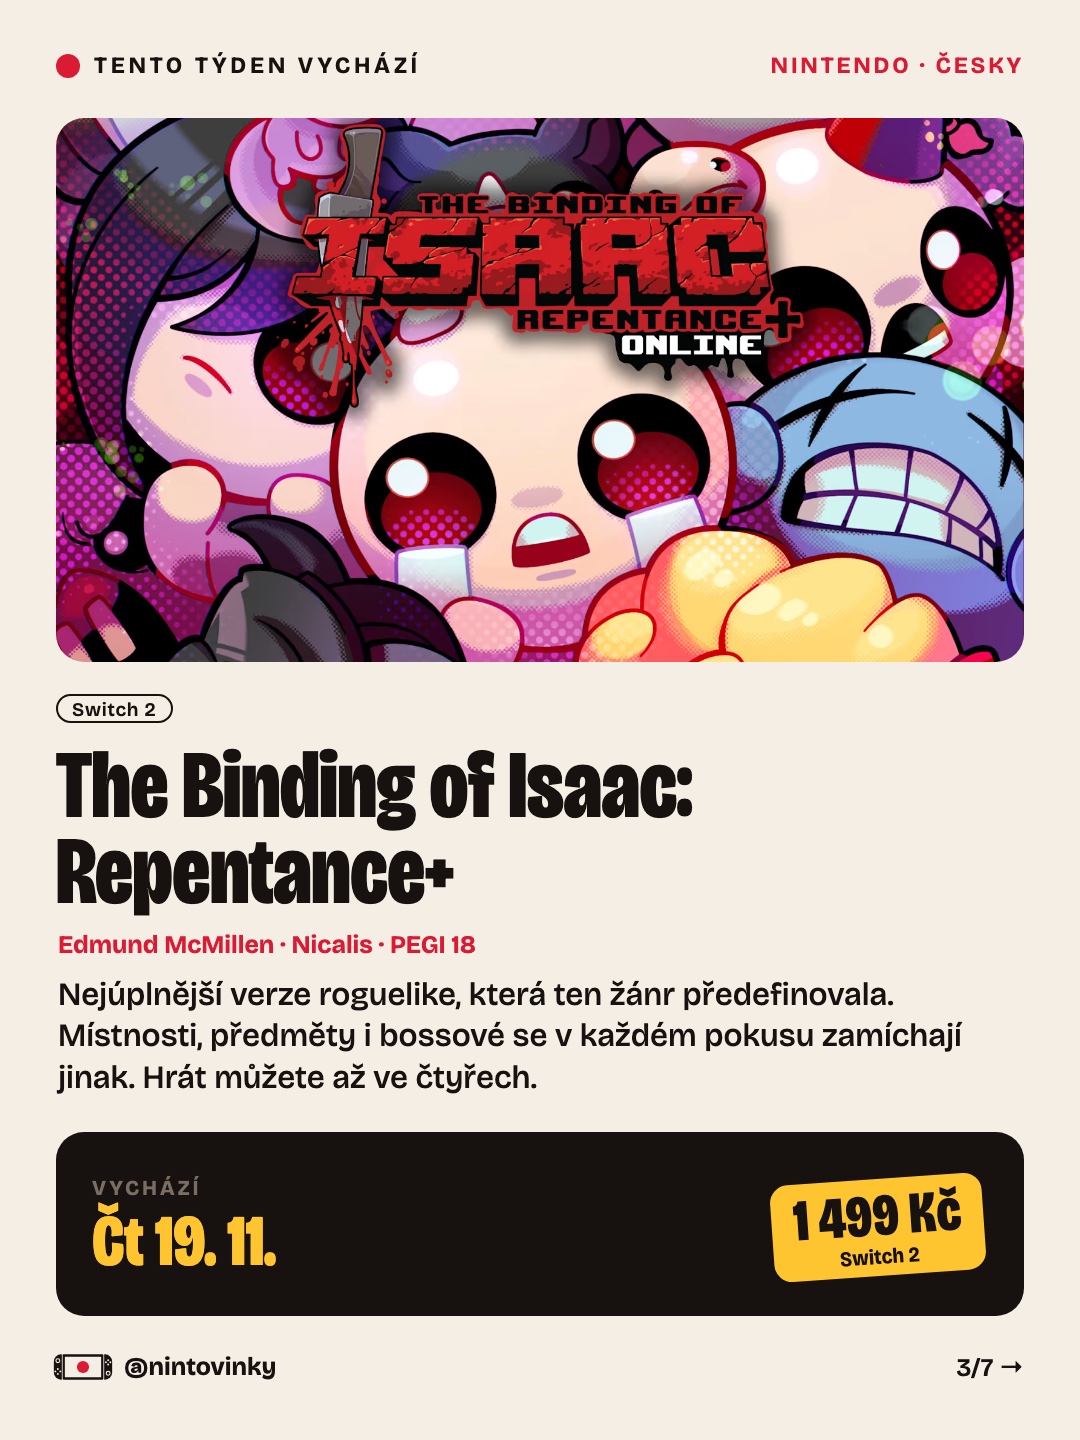 TENTO TÝDEN VYCHÁZÍ
NINTENDO · ČESKY
THE BINDING OF
ISAAC
REPENTANCE+
ONLINE
Switch 2
The Binding of Isaac:
Repentance+
Edmund McMillen · Nicalis · PEGI 18
Nejúplnější verze roguelike, která ten žánr předefinovala.
Místnosti, předměty i bossové se v každém pokusu zamíchají
jinak. Hrát můžete až ve čtyřech.
VYCHÁZÍ
Čt 19. 11.
1 499 Kč
Switch 2
@nintovinky
3/7 →